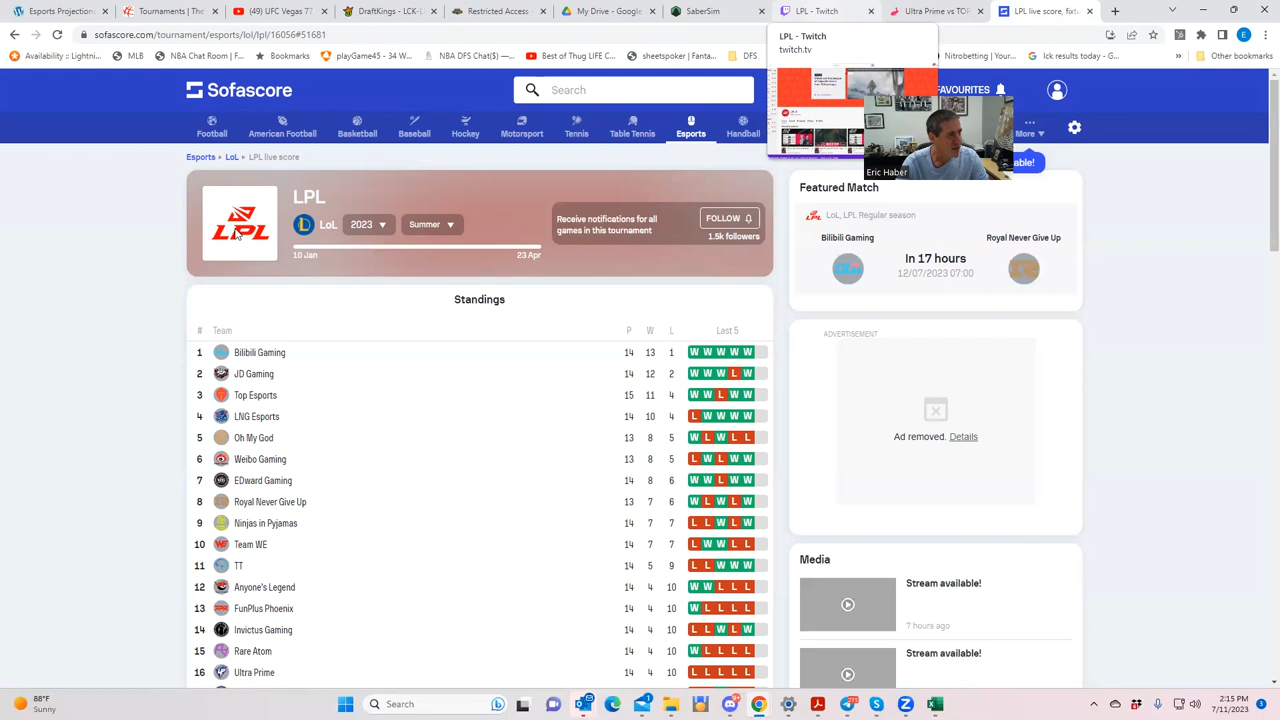 Esports Projection
Tournaments | Th
(49) UFC Vegas 77
DraftKings - LCK-L
Restricted Access
My Drive - Google
SaberSim
LPL - Twitch
LPL live score, fixtu
sofascore.com/tournament/esports/lol/lpl/16056#51681
Availability :: Lightn...
MLB
NBA Chat Room !
Bookmarks
playGame45 - 34 W...
NBA DFS Chat($) —...
Best of Thug LIFE C...
sheetspoker | Start...
DFS
Nitrobetting | Your...
lck results today - G...
Other bookmarks
LPL - Twitch
twitch.tv
Sofascore
Search
FAVOURITES
Football
American Football
Basketball
Baseball
Hockey
Motorsport
Tennis
Table Tennis
Esports
Handball
More
Eric Haber
able!
Esports
LoL
LPL live score
LPL
LPL
LoL
2023
Summer
Receive notifications for all games in this tournament
FOLLOW
1.5k followers
10 Jan
23 Apr
Featured Match
LoL, LPL Regular season
Bilibili Gaming
Royal Never Give Up
In 17 hours
12/07/2023 07:00
ADVERTISEMENT
Ad removed. Details
Standings
# Team P W L Last 5
1 Bilibili Gaming 14 13 1 W W W W W
2 JD Gaming 14 12 2 W W W L W
3 Top Esports 15 11 4 W W L W W
4 LNG Esports 14 10 4 L W W W W
5 Oh My God 13 8 5 W L W L L
6 Weibo Gaming 13 8 5 L W L W W
7 EDward Gaming 14 8 6 W W L W W
8 Royal Never Give Up 13 7 6 W L W L W
9 Ninjas in Pyjamas 14 7 7 L L W L W
10 Team WE 14 7 7 L W W L L
11 TT 14 5 9 L L W W W
12 Anyone's Legend 14 4 10 W W L L L
13 FunPlus Phoenix 14 4 10 W L L L L
14 Invictus Gaming 14 4 10 L L W L W
15 Rare Atom 14 4 10 W L L L L
16 Ultra Prime 14 4 10 L L L L L
Media
Stream available!
7 hours ago
Stream available!
86°F
Sunny
Search
2:15 PM
7/11/2023